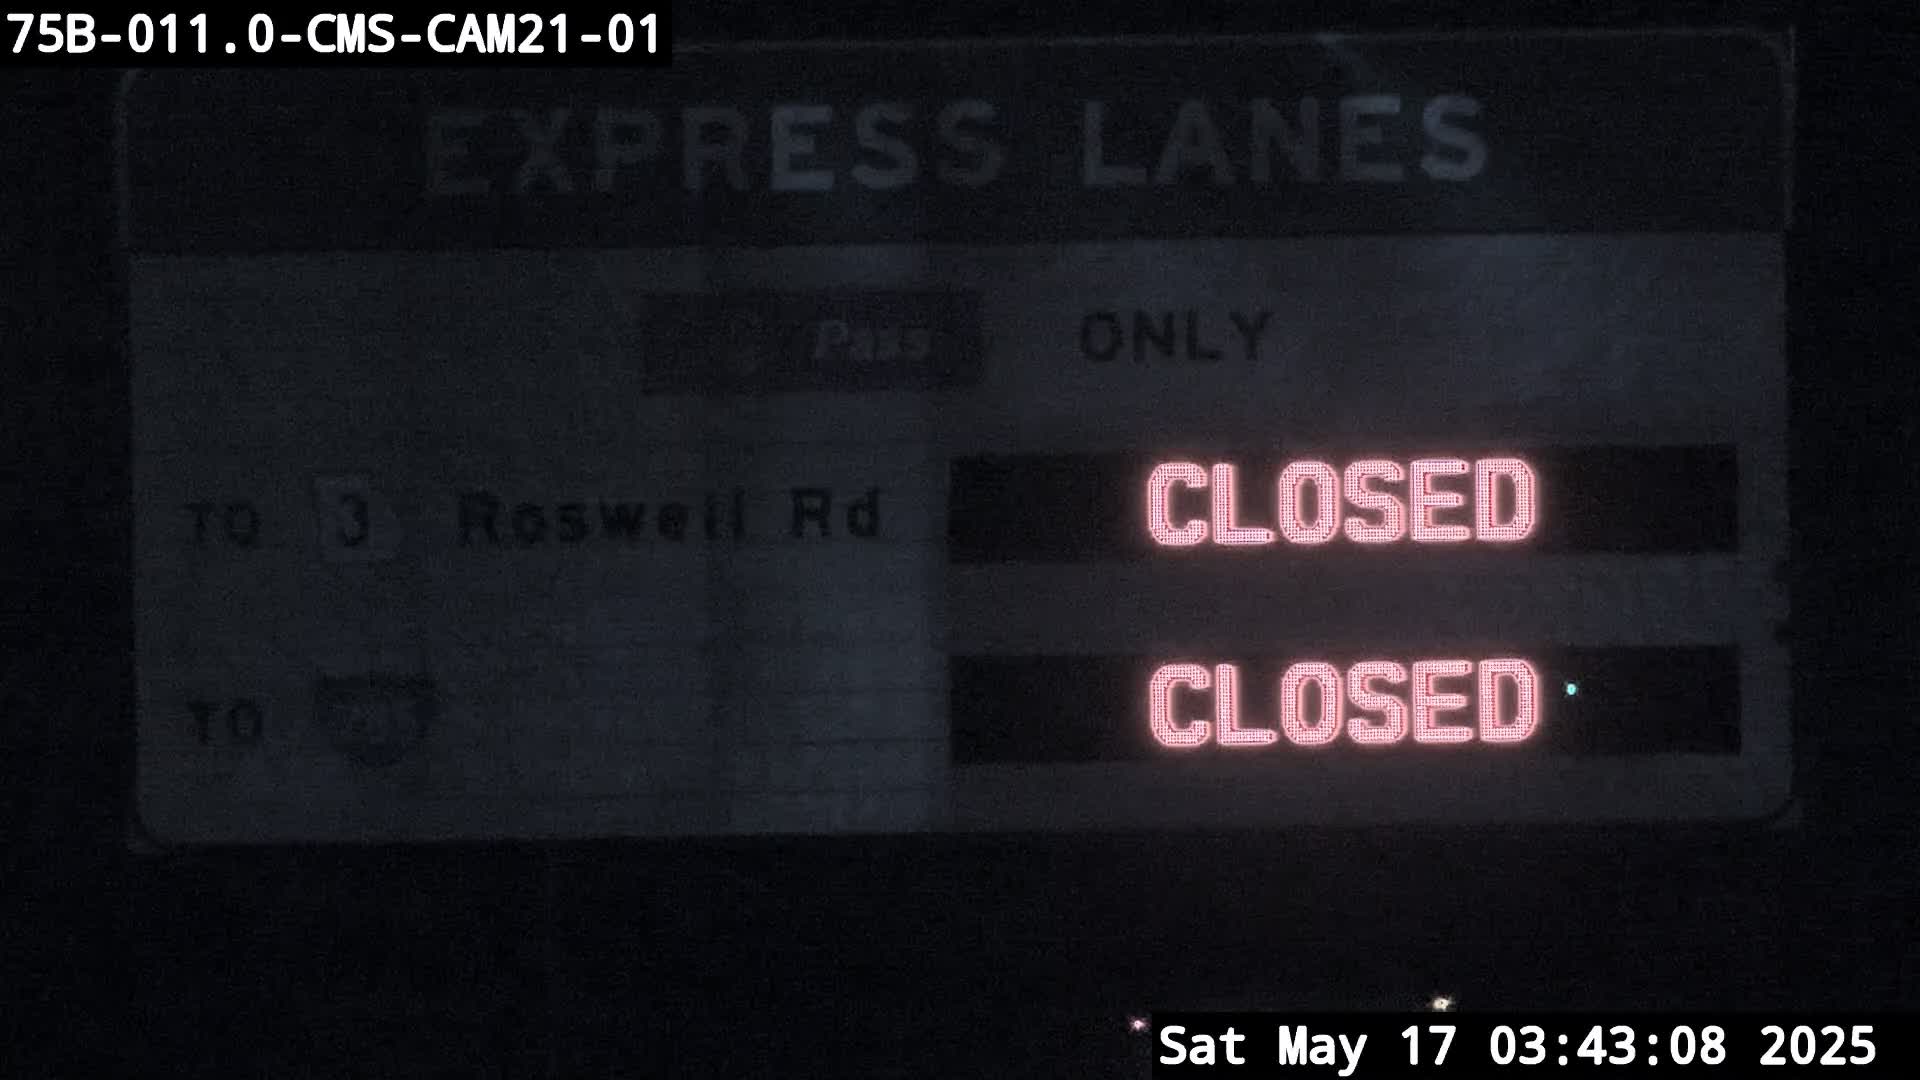 75B-011.0-CMS-CAM21-01
EXPRESS LANES
Pass ONLY
TO 3 Roswell Rd CLOSED
TO CLOSED
Sat May 17 03:43:08 2025